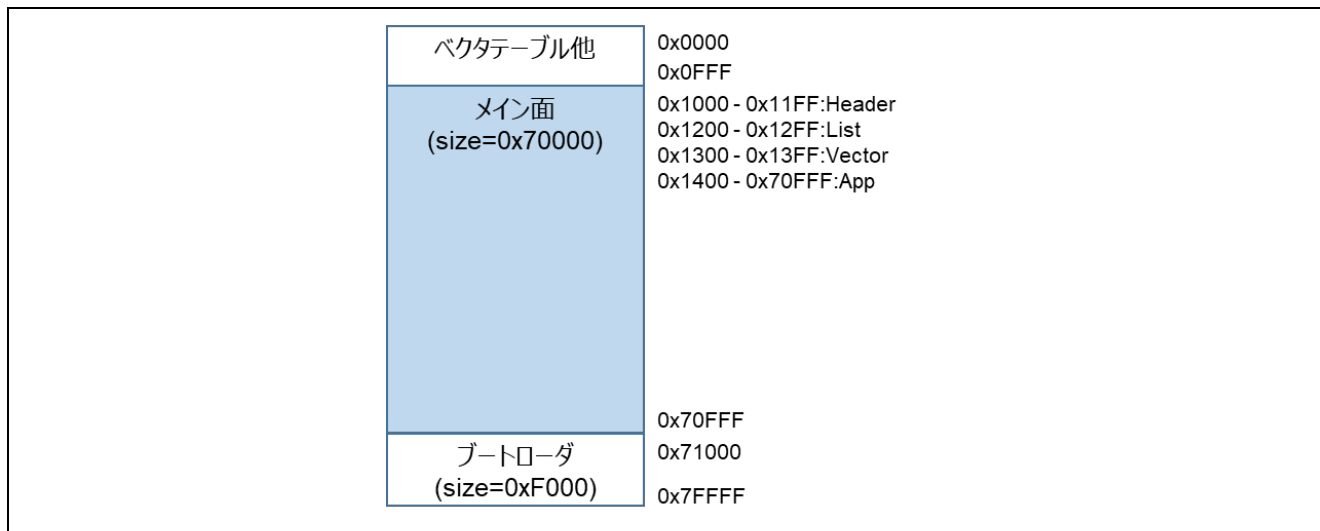 ベクタテーブル他
0x0000
0x0FFF
メイン面
(size=0x70000)
0x1000 - 0x11FF:Header
0x1200 - 0x12FF:List
0x1300 - 0x13FF:Vector
0x1400 - 0x70FFF:App
0x70FFF
ブートローダ
(size=0xF000)
0x71000
0x7FFFF